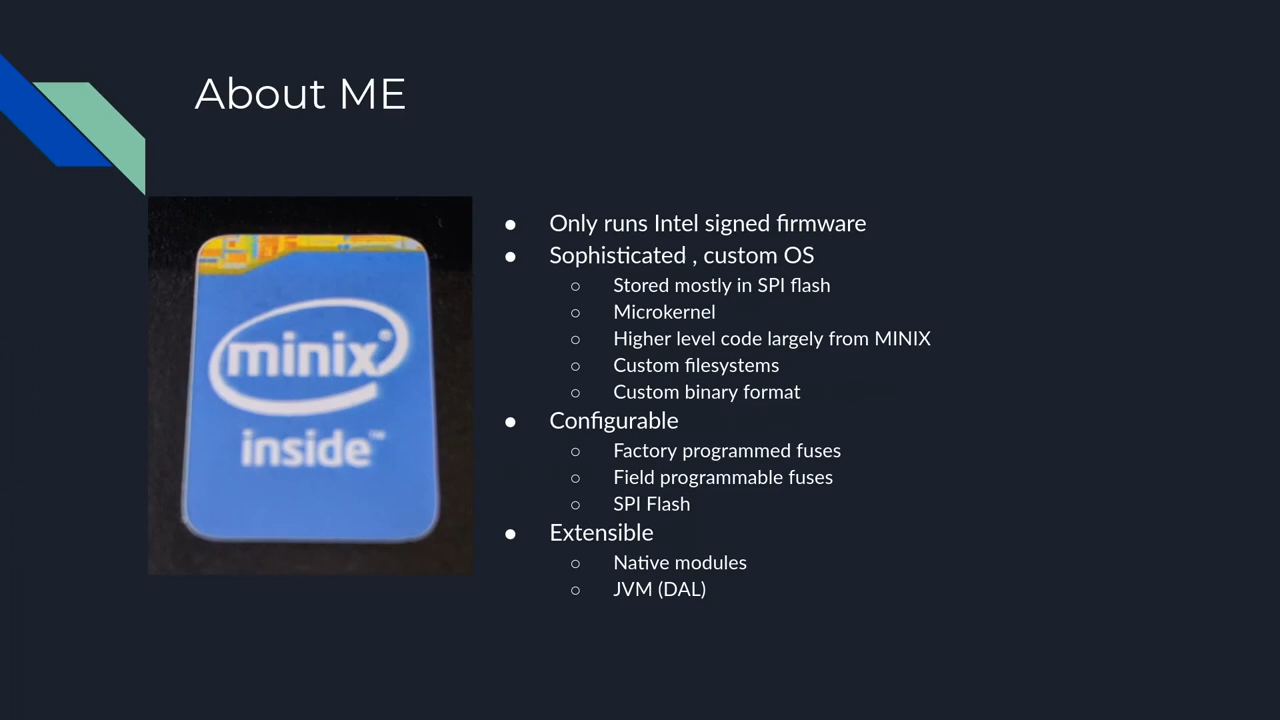 About ME
minix®
inside™
● Only runs Intel signed firmware
● Sophisticated , custom OS
○ Stored mostly in SPI flash
○ Microkernel
○ Higher level code largely from MINIX
○ Custom filesystems
○ Custom binary format
● Configurable
○ Factory programmed fuses
○ Field programmable fuses
○ SPI Flash
● Extensible
○ Native modules
○ JVM (DAL)